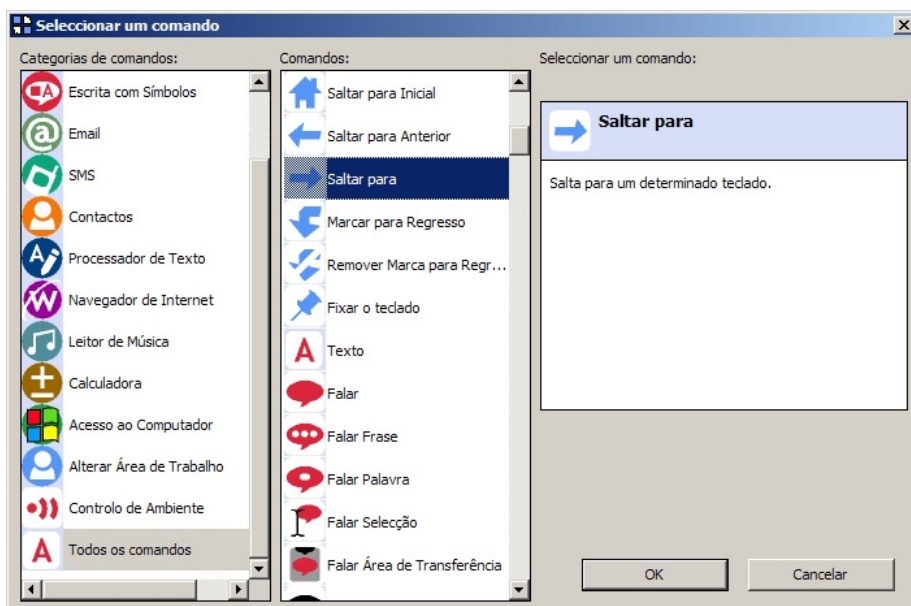 Seleccionar um comando
Categorias de comandos:
Escrita com Símbolos
Email
SMS
Contactos
Processador de Texto
Navegador de Internet
Leitor de Música
Calculadora
Acesso ao Computador
Alterar Área de Trabalho
Controlo de Ambiente
Todos os comandos
Comandos:
Saltar para Inicial
Saltar para Anterior
Saltar para
Marcar para Regresso
Remover Marca para Regr...
Fixar o teclado
Texto
Falar
Falar Frase
Falar Palavra
Falar Selecção
Falar Área de Transferência
Seleccionar um comando:
Saltar para
Salta para um determinado teclado.
OK
Cancelar